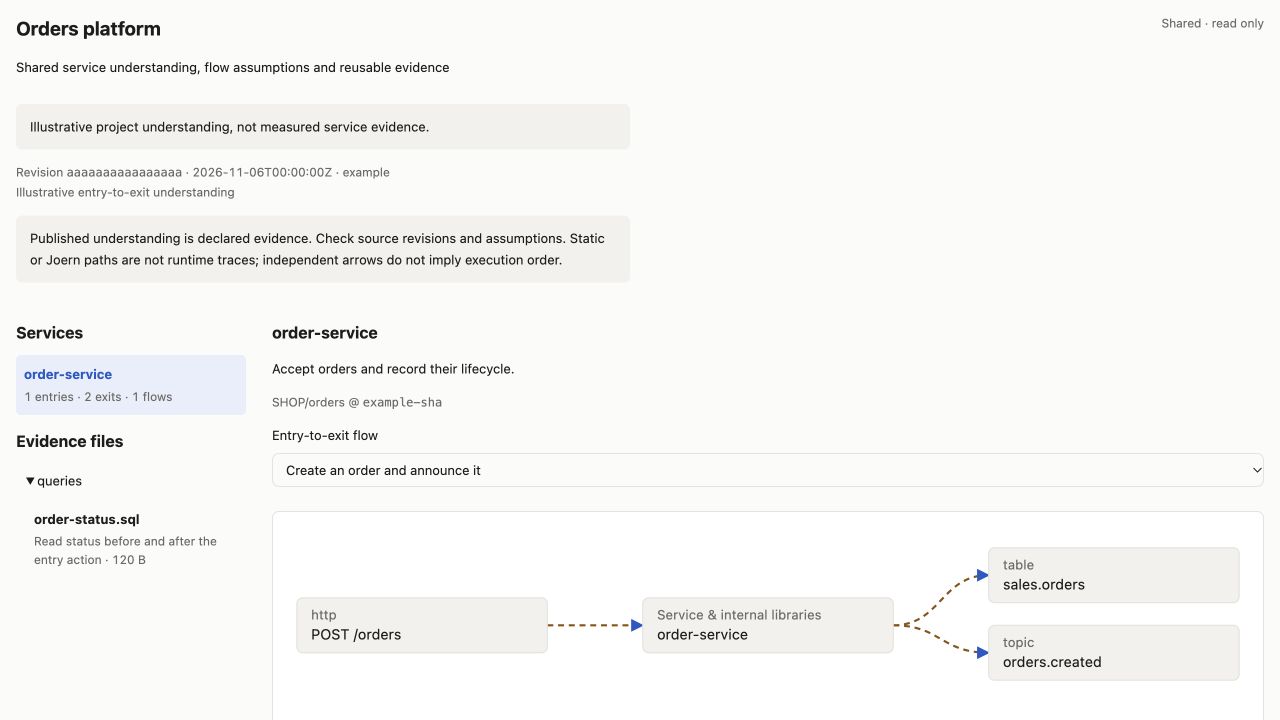 Orders platform
Shared · read only
Shared service understanding, flow assumptions and reusable evidence
Illustrative project understanding, not measured service evidence.
Revision aaaaaaaaaaaaaaaa · 2026-11-06T00:00:00Z · example
Illustrative entry-to-exit understanding
Published understanding is declared evidence. Check source revisions and assumptions. Static
or Joern paths are not runtime traces; independent arrows do not imply execution order.
Services
order-service
1 entries · 2 exits · 1 flows
Evidence files
queries
order-status.sql
Read status before and after the
entry action · 120 B
order-service
Accept orders and record their lifecycle.
SHOP/orders @ example-sha
Entry-to-exit flow
Create an order and announce it
http
POST /orders
Service & internal libraries
order-service
table
sales.orders
topic
orders.created